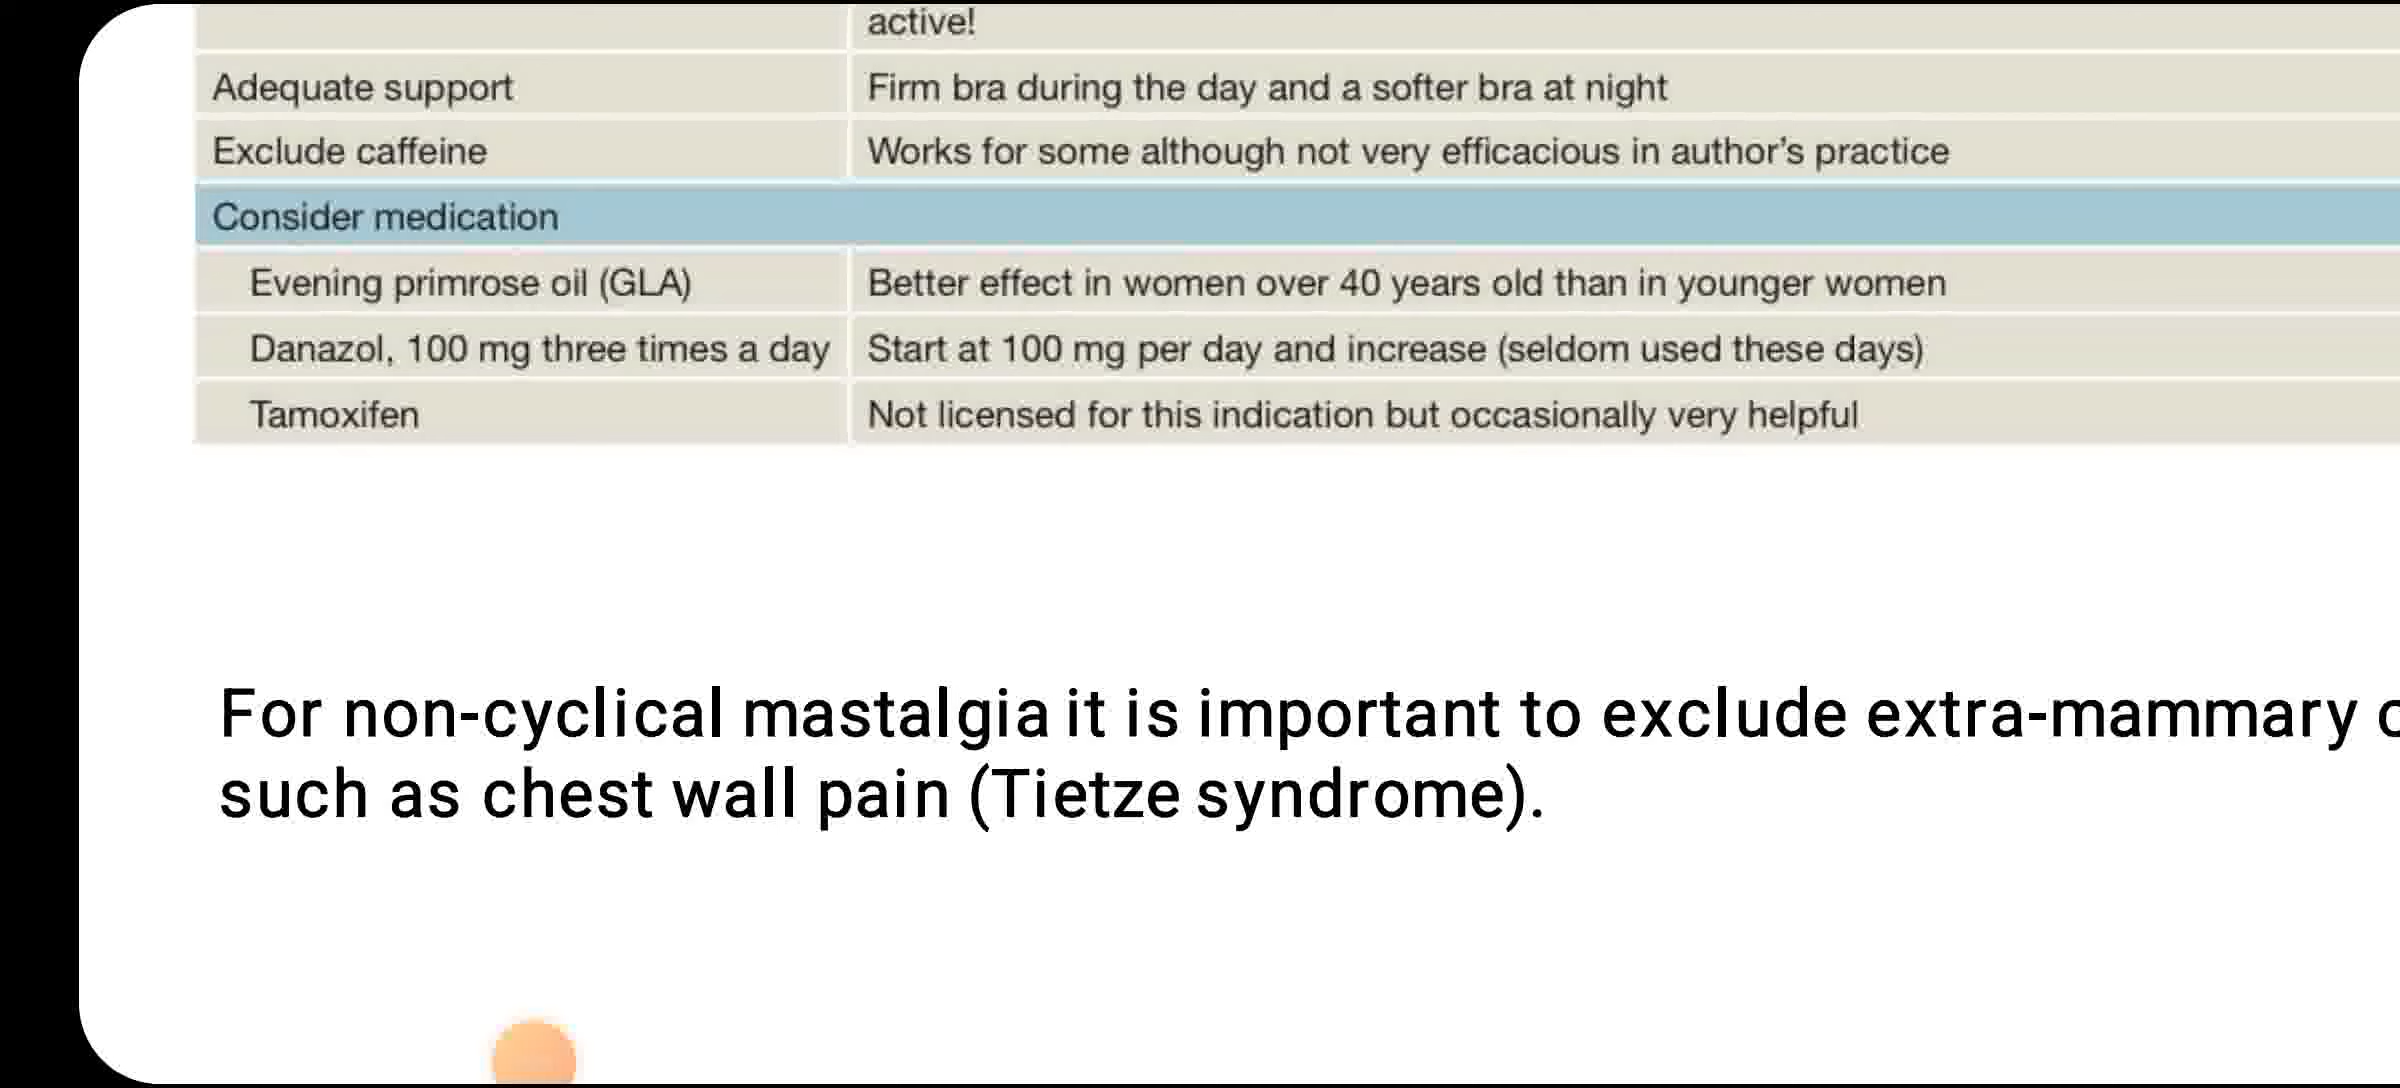 active!
Adequate support Firm bra during the day and a softer bra at night
Exclude caffeine Works for some although not very efficacious in author's practice
Consider medication
Evening primrose oil (GLA) Better effect in women over 40 years old than in younger women
Danazol, 100 mg three times a day Start at 100 mg per day and increase (seldom used these days)
Tamoxifen Not licensed for this indication but occasionally very helpful
For non-cyclical mastalgia it is important to exclude extra-mammary
such as chest wall pain (Tietze syndrome).